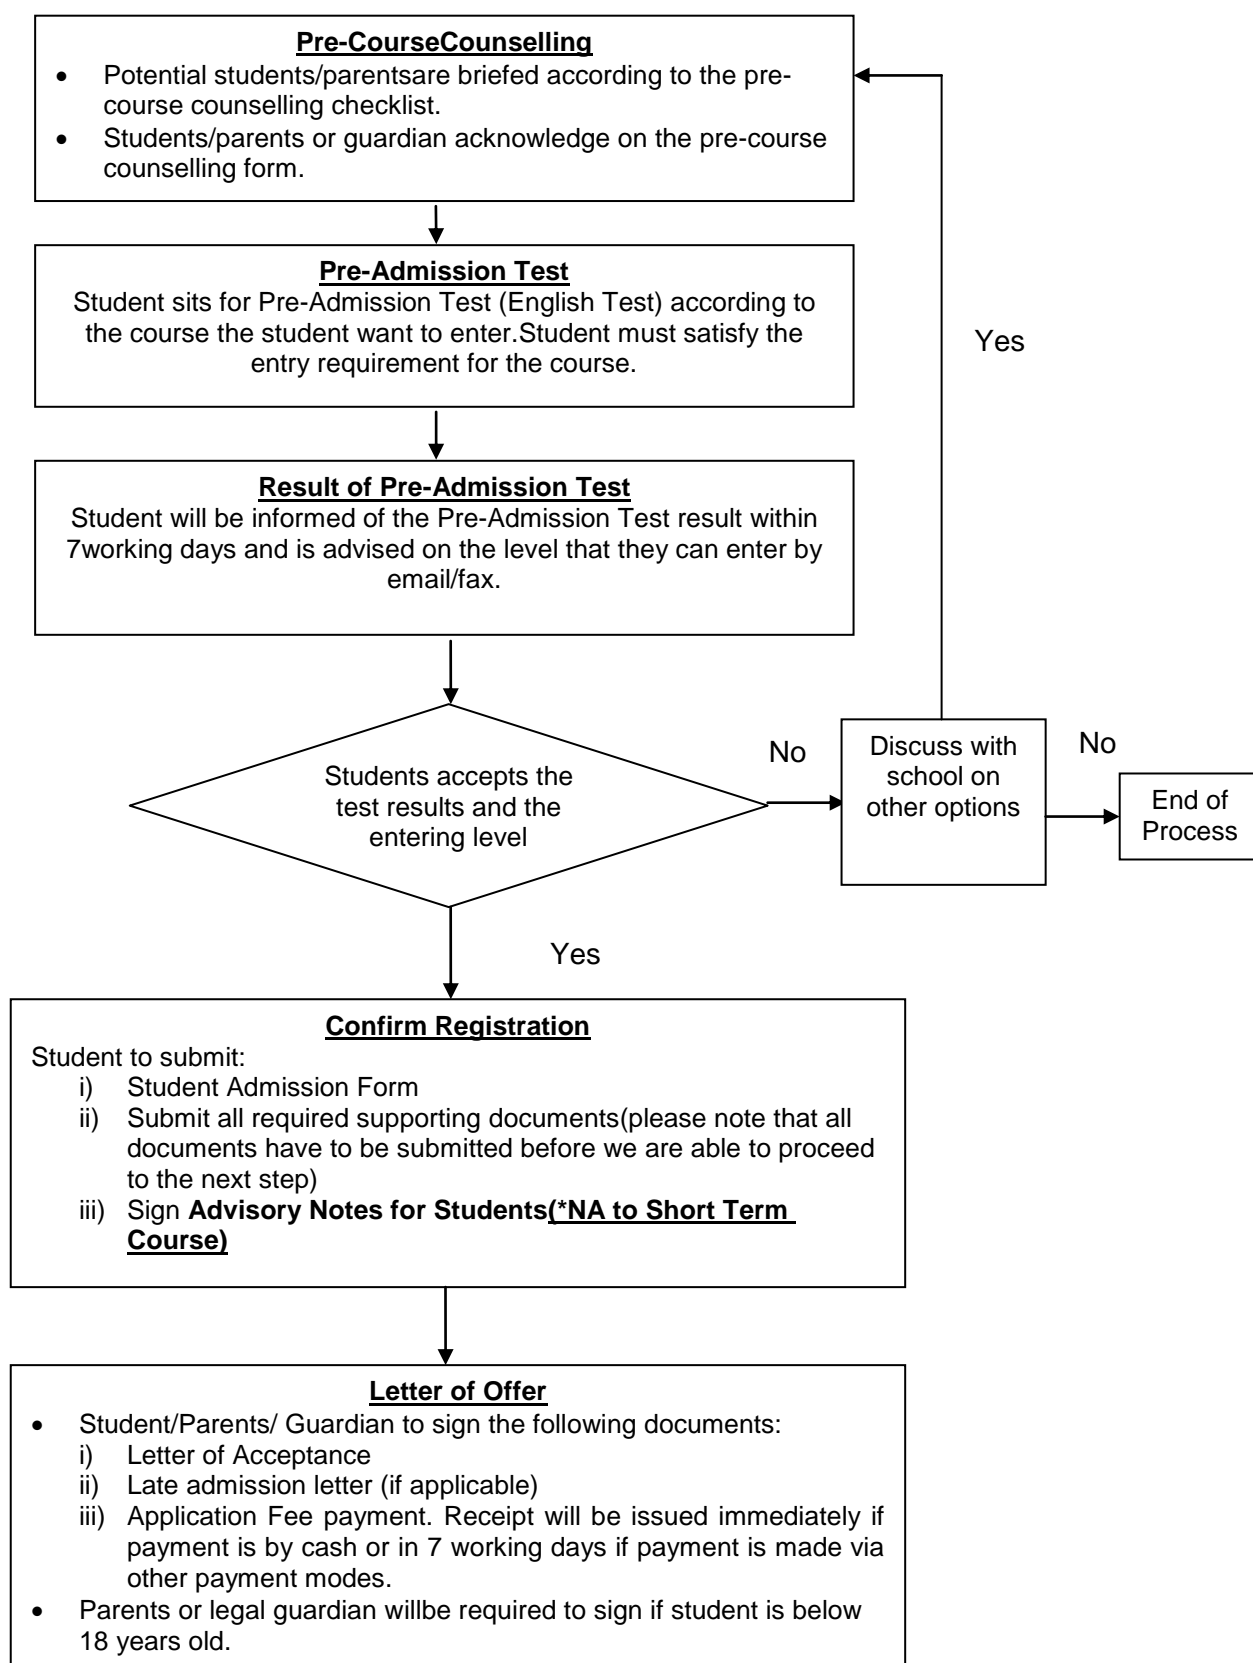 Pre-CourseCounselling
• Potential students/parentsare briefed according to the pre-
course counselling checklist.
• Students/parents or guardian acknowledge on the pre-course
counselling form.
Pre-Admission Test
Student sits for Pre-Admission Test (English Test) according to
the course the student want to enter.Student must satisfy the
entry requirement for the course.
Yes
Result of Pre-Admission Test
Student will be informed of the Pre-Admission Test result within
7working days and is advised on the level that they can enter by
email/fax.
Students accepts the
test results and the
entering level
No
Discuss with
school on
other options
No
End of
Process
Yes
Confirm Registration
Student to submit:
i) Student Admission Form
ii) Submit all required supporting documents(please note that all
documents have to be submitted before we are able to proceed
to the next step)
iii) Sign Advisory Notes for Students(*NA to Short Term
Course)
Letter of Offer
• Student/Parents/ Guardian to sign the following documents:
i) Letter of Acceptance
ii) Late admission letter (if applicable)
iii) Application Fee payment. Receipt will be issued immediately if
payment is by cash or in 7 working days if payment is made via
other payment modes.
• Parents or legal guardian willbe required to sign if student is below
18 years old.